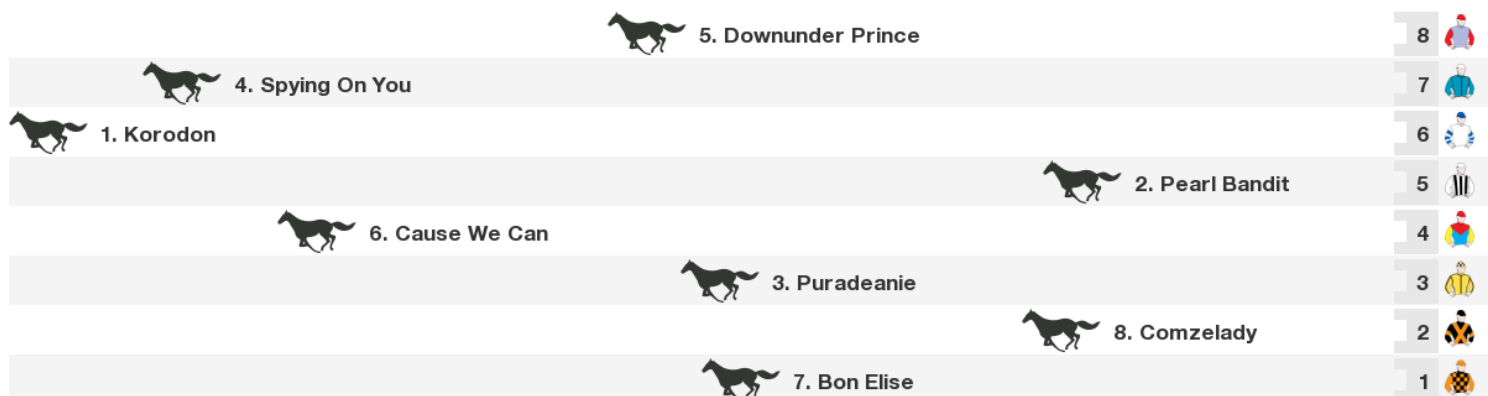 5. Downunder Prince 8
4. Spying On You 7
1. Korodon 6
2. Pearl Bandit 5
6. Cause We Can 4
3. Puradeanie 3
8. Comzelady 2
7. Bon Elise 1